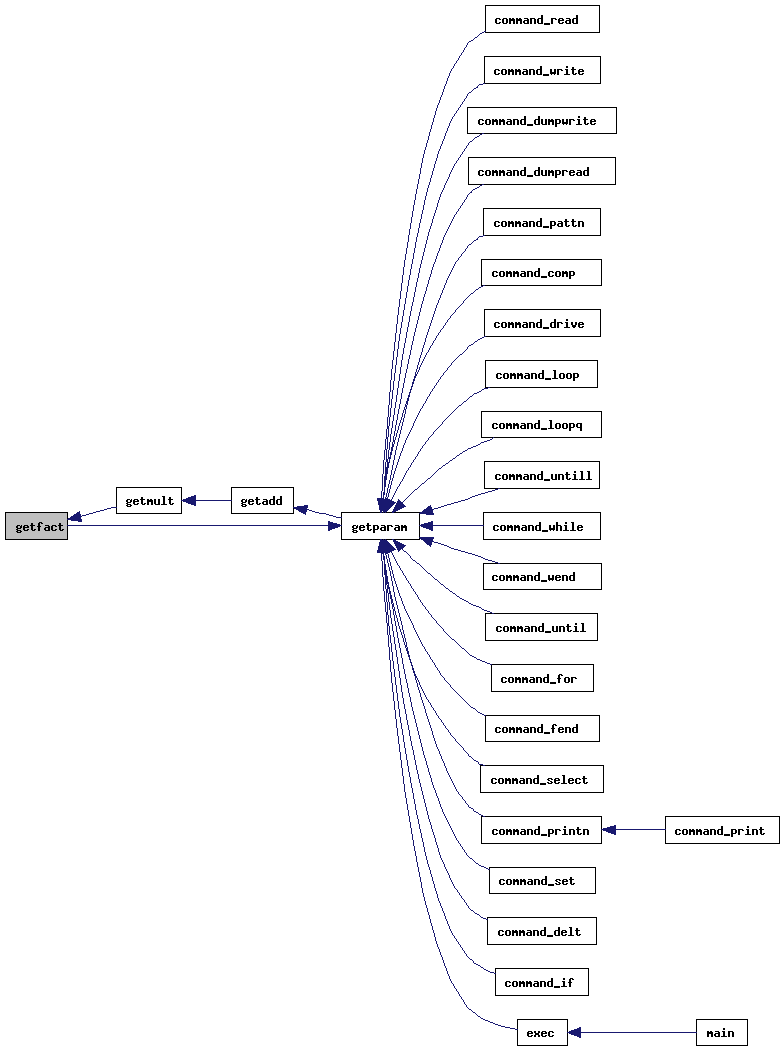 command_read
command_write
command_dumpwrite
command_dumpread
command_pattn
command_comp
command_drive
command_loop
command_loopq
command_untill
getmult
getadd
getfact
getparam
command_while
command_wend
command_until
command_for
command_fend
command_select
command_printn
command_print
command_set
command_delt
command_if
exec
main